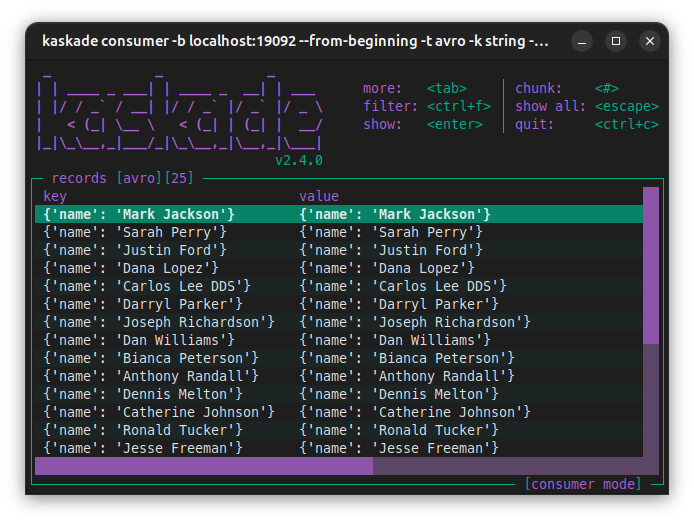 kaskade consumer -b localhost:19092 --from-beginning -t avro -k string -...
kaskade
more: <tab> chunk: <#>
filter: <ctrl+f> show all: <escape>
show: <enter> quit: <ctrl+c>
v2.4.0
records [avro][25]
key value
{'name': 'Mark Jackson'} {'name': 'Mark Jackson'}
{'name': 'Sarah Perry'} {'name': 'Sarah Perry'}
{'name': 'Justin Ford'} {'name': 'Justin Ford'}
{'name': 'Dana Lopez'} {'name': 'Dana Lopez'}
{'name': 'Carlos Lee DDS'} {'name': 'Carlos Lee DDS'}
{'name': 'Darryl Parker'} {'name': 'Darryl Parker'}
{'name': 'Joseph Richardson'} {'name': 'Joseph Richardson'}
{'name': 'Dan Williams'} {'name': 'Dan Williams'}
{'name': 'Bianca Peterson'} {'name': 'Bianca Peterson'}
{'name': 'Anthony Randall'} {'name': 'Anthony Randall'}
{'name': 'Dennis Melton'} {'name': 'Dennis Melton'}
{'name': 'Catherine Johnson'} {'name': 'Catherine Johnson'}
{'name': 'Ronald Tucker'} {'name': 'Ronald Tucker'}
{'name': 'Jesse Freeman'} {'name': 'Jesse Freeman'}
[consumer mode]